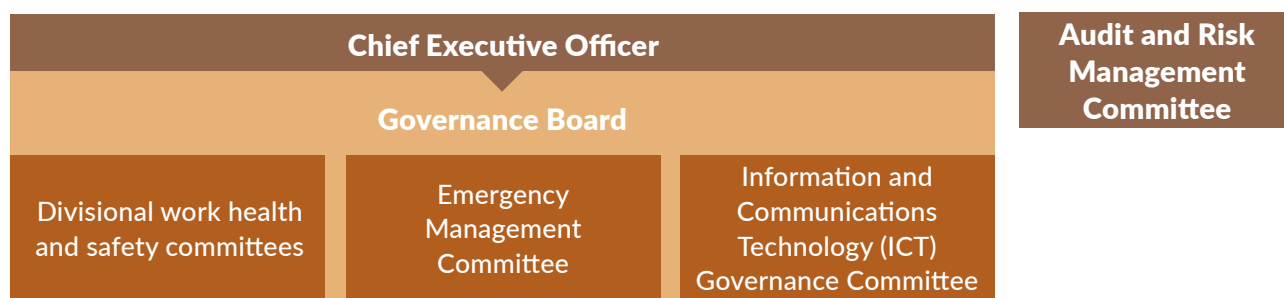 Chief Executive Officer
Audit and Risk
Management
Committee
Governance Board
Divisional work health
and safety committees
Emergency
Management
Committee
Information and
Communications
Technology (ICT)
Governance Committee